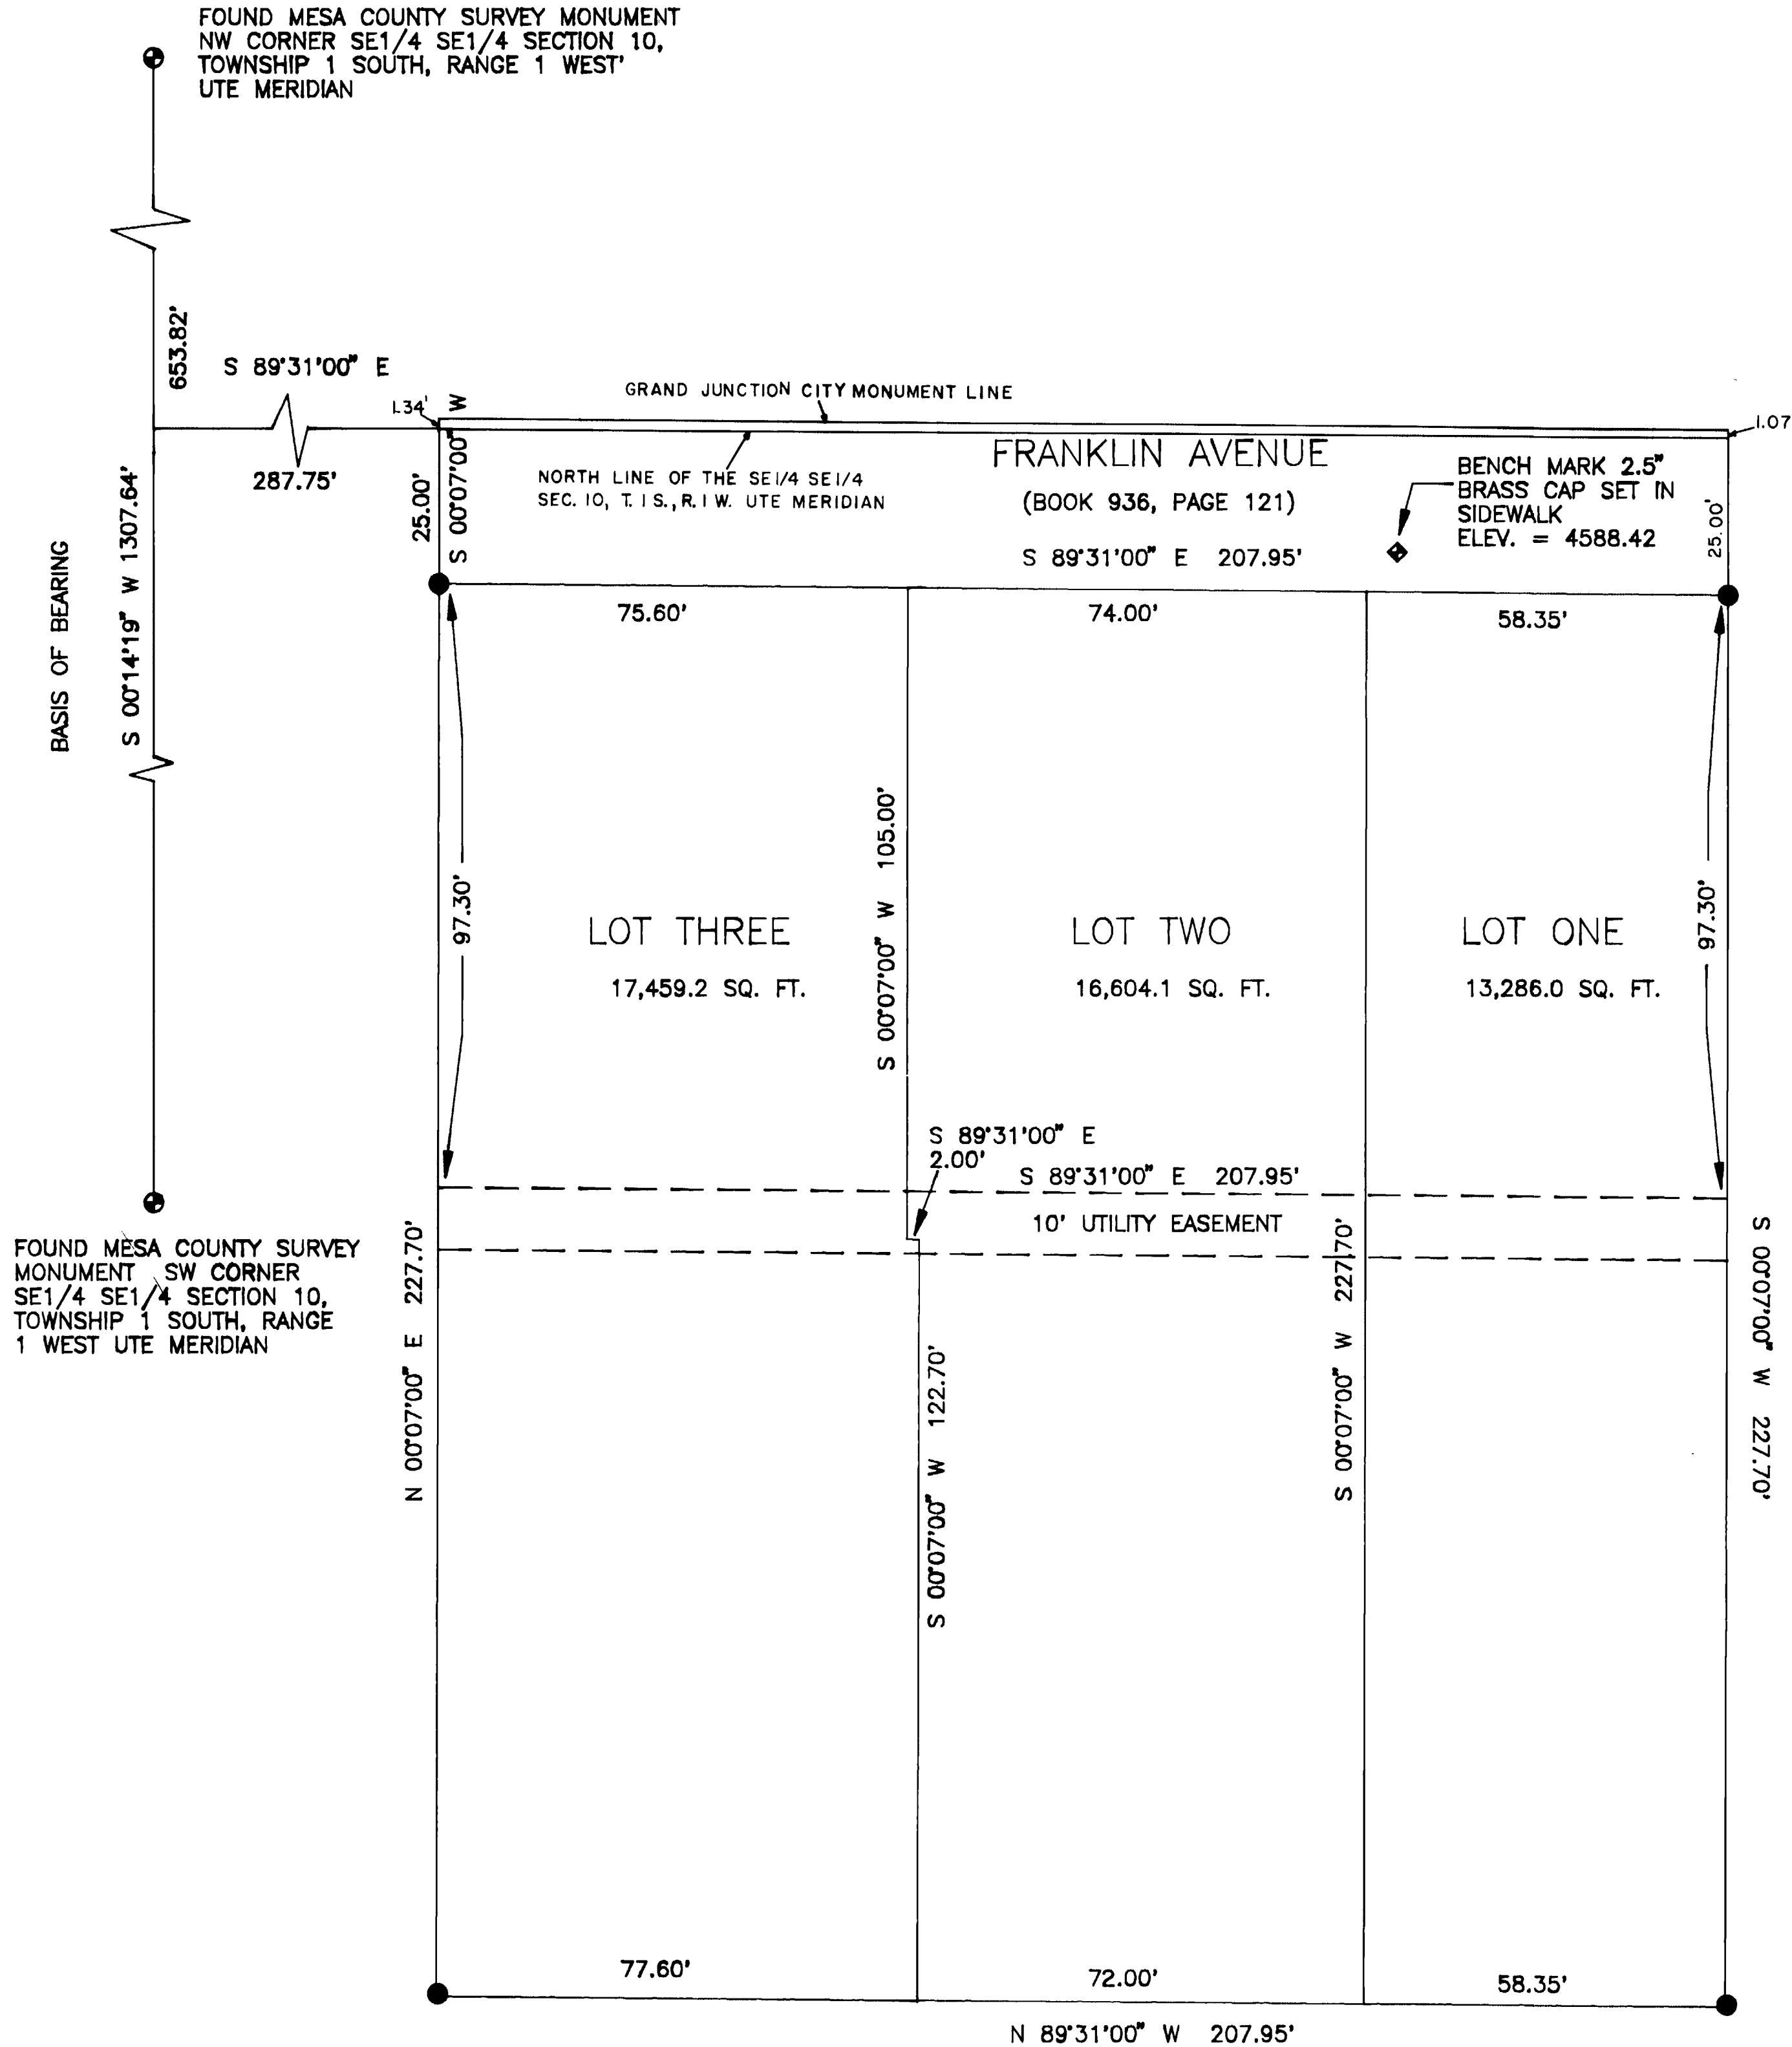 FOUND MESA COUNTY SURVEY MONUMENT
NW CORNER SE1/4 SE1/4 SECTION 10,
TOWNSHIP 1 SOUTH, RANGE 1 WEST'
UTE MERIDIAN
653.82'
S 89°31'00" E
287.75'
BASIS OF BEARING
S 00°14'19" W 1307.64'
1.34'
S 00°07'00" W
25.00'
GRAND JUNCTION CITY MONUMENT LINE
1.07
NORTH LINE OF THE SE1/4 SE1/4
SEC. 10, T. 1 S., R. 1 W. UTE MERIDIAN
FRANKLIN AVENUE
(BOOK 936, PAGE 121)
S 89°31'00" E 207.95'
BENCH MARK 2.5"
BRASS CAP SET IN
SIDEWALK
ELEV. = 4588.42
25.00'
75.60'
74.00'
58.35'
S 00°07'00" W 105.00'
97.30'
LOT THREE
17,459.2 SQ. FT.
LOT TWO
16,604.1 SQ. FT.
LOT ONE
13,286.0 SQ. FT.
97.30'
S 89°31'00" E
2.00'
S 89°31'00" E 207.95'
10' UTILITY EASEMENT
FOUND MESA COUNTY SURVEY
MONUMENT SW CORNER
SE1/4 SE1/4 SECTION 10,
TOWNSHIP 1 SOUTH, RANGE
1 WEST UTE MERIDIAN
N 00°07'00" E 227.70'
S 00°07'00" W 122.70'
S 00°07'00" W 227.70'
S 00°07'00" W 227.70'
77.60'
72.00'
58.35'
N 89°31'00" W 207.95'